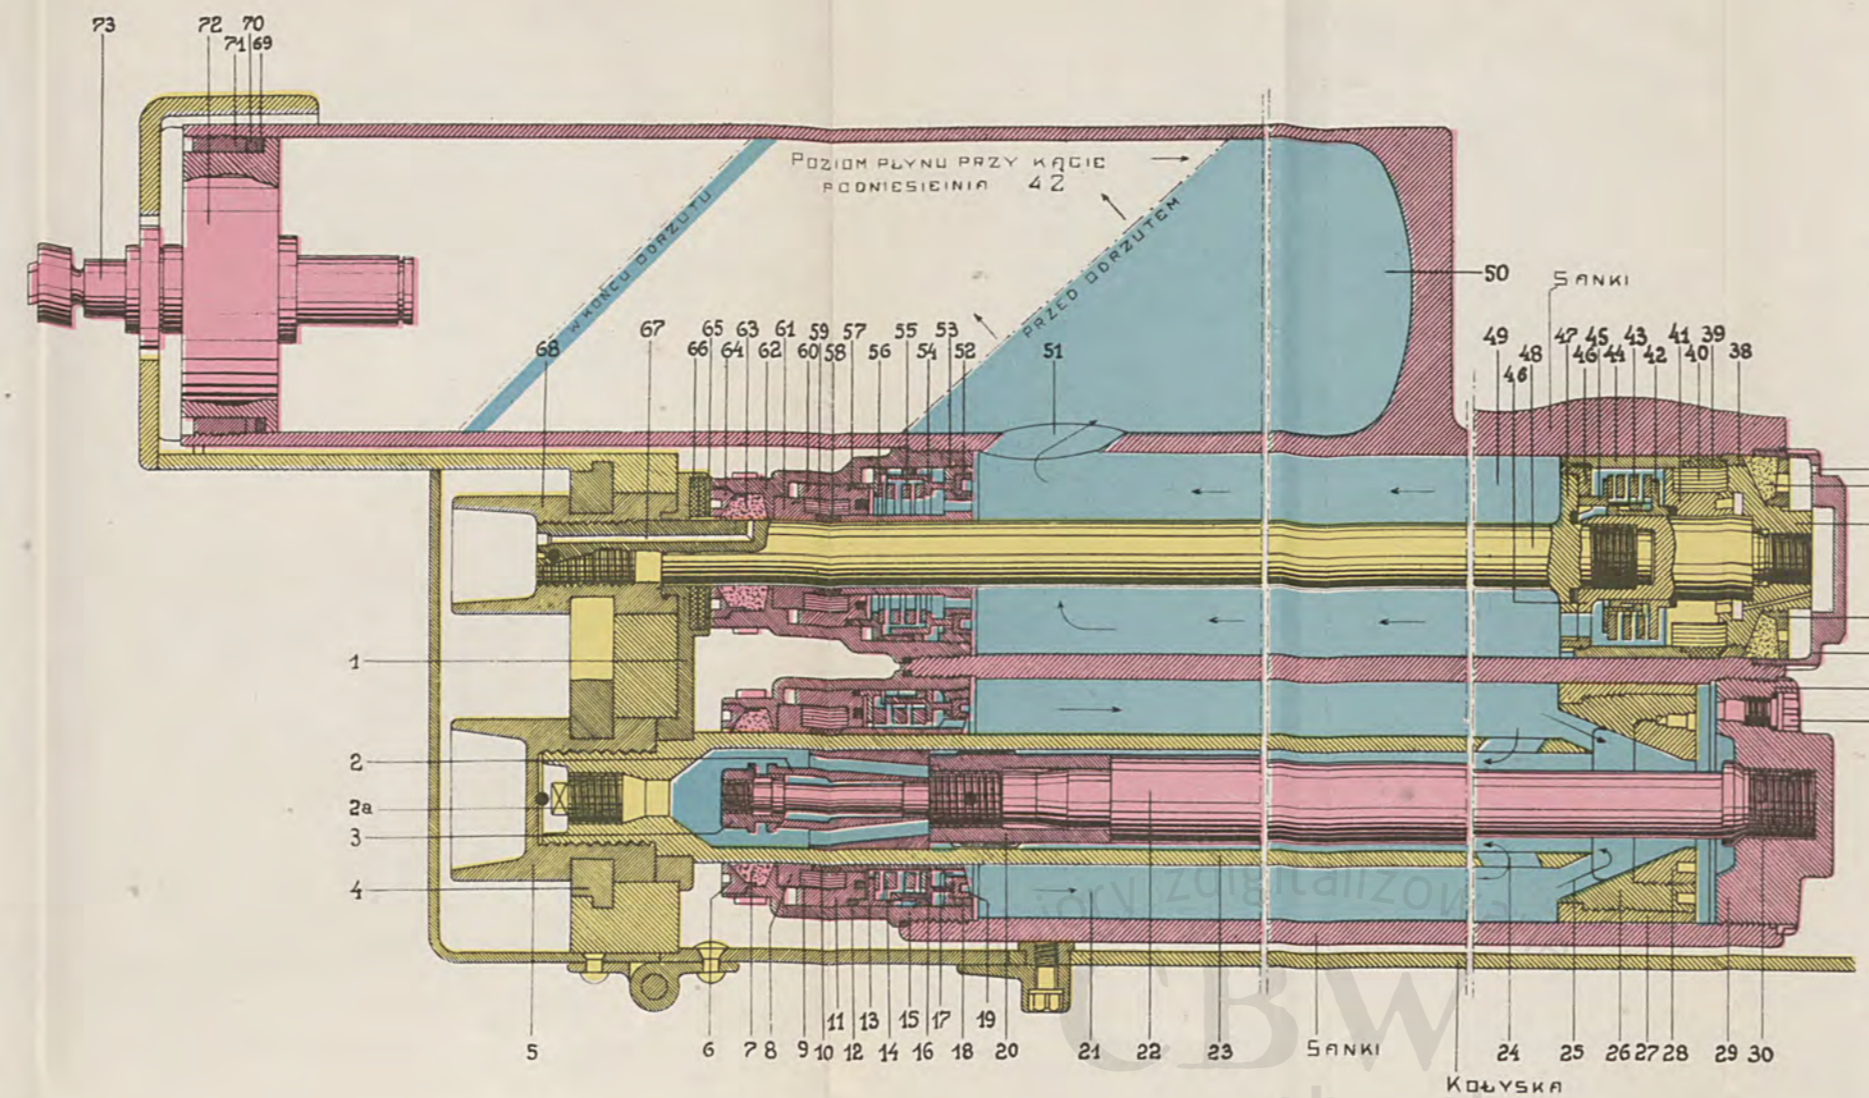 73 72 70
71 69
POZIOM PŁYNU PRZY KĄCIE
PODNIESIEINIA 42
W KOŃCU ODRZUTU
PRZED ODRZUTEM
50
SANKI
68 67 65 63 61 59 57 55 53 51
66 64 62 60 58 56 54 52
49 48 47 45 43 41 39
46 44 42 40 38
46
1
2
2a
3
4
11 13 15 17 19
5 6 7 8 9 10 12 14 16 18 20 21 22 23 SANKI 24 25 26 27 28 29 30
KOŁYSKA
CBW